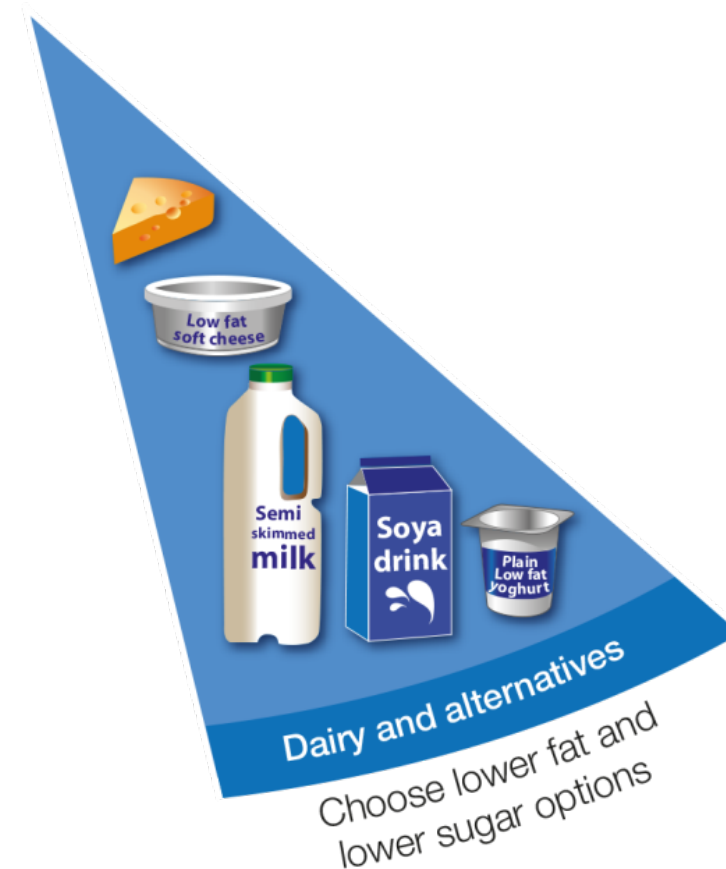 Low fat
soft cheese
Semi
skimmed
milk
Soya
drink
Plain
Low fat
yoghurt
Dairy and alternatives
Choose lower fat and
lower sugar options